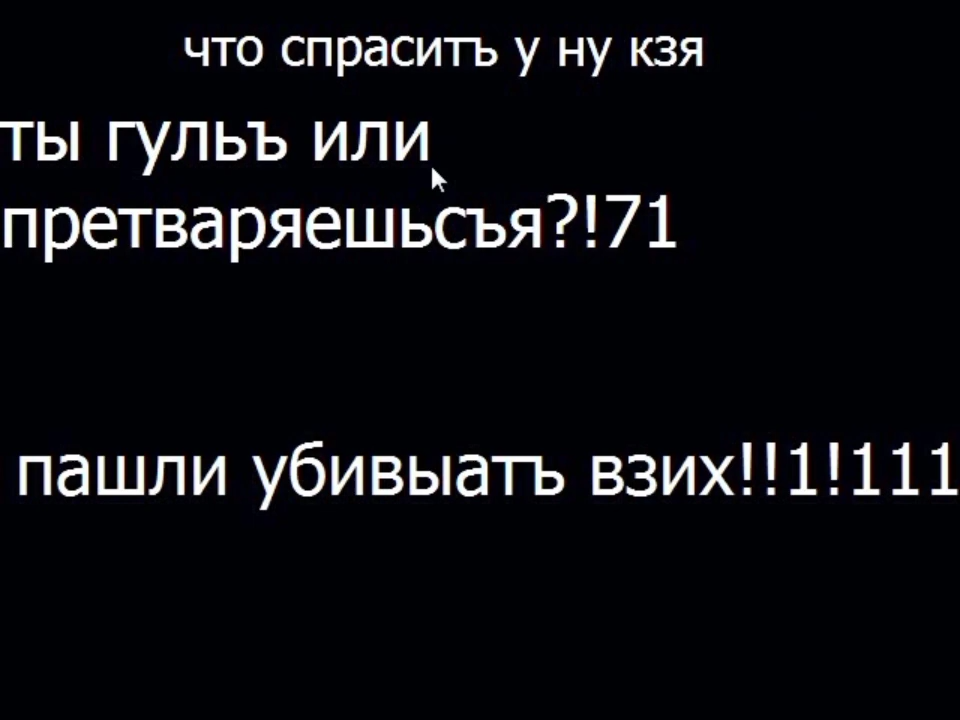 что спраситъ у ну кзя
ты гульъ или
претваряешьсъя?!71
пашли убивыатъ взих!!1!111